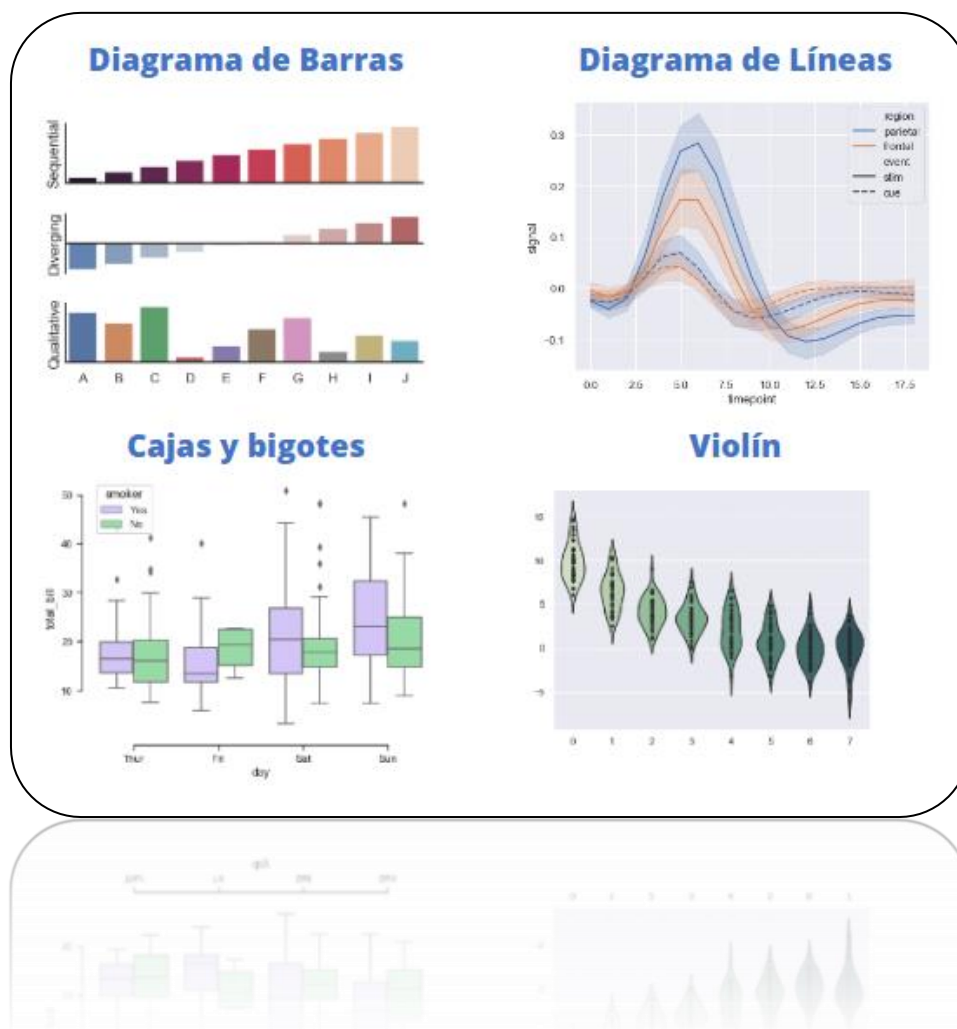 Diagrama de Barras
Sequential
Diverging
Qualitative
A B C D E F G H I J
Diagrama de Líneas
region
parietal
frontal
event
stim
cue
signal
0.3
0.2
0.1
0.0
-0.1
0.0 2.5 5.0 7.5 10.0 12.5 15.0 17.5
timepoint
Cajas y bigotes
smoker
Yes
No
total_bill
50
40
30
20
10
Thur Fri Sat Sun
day
Violín
15
10
5
0
-5
0 1 2 3 4 5 6 7